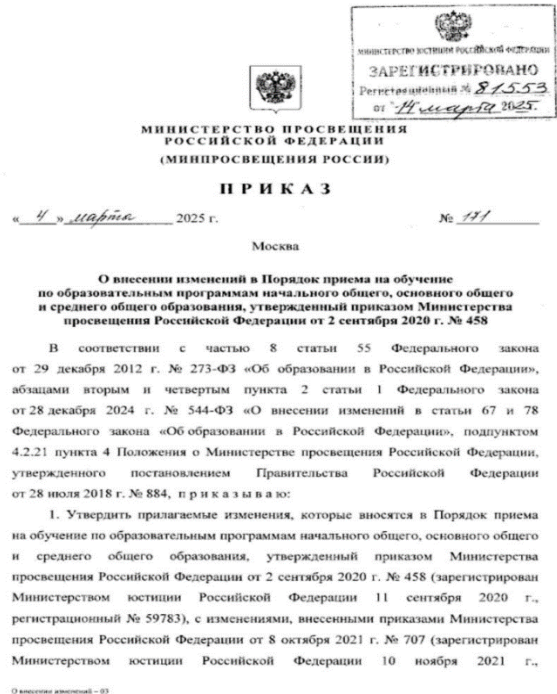 МИНИСТЕРСТВО ЮСТИЦИИ РОССИЙСКОЙ ФЕДЕРАЦИИ
ЗАРЕГИСТРИРОВАНО
Регистрационный № 81553
от "14" марта 2025.
МИНИСТЕРСТВО ПРОСВЕЩЕНИЯ
РОССИЙСКОЙ ФЕДЕРАЦИИ
(МИНПРОСВЕЩЕНИЯ РОССИИ)
ПРИКАЗ
« 4 » марта 2025 г.
№ 171
Москва
О внесении изменений в Порядок приема на обучение
по образовательным программам начального общего, основного общего
и среднего общего образования, утвержденный приказом Министерства
просвещения Российской Федерации от 2 сентября 2020 г. № 458
В соответствии с частью 8 статьи 55 Федерального закона
от 29 декабря 2012 г. № 273-ФЗ «Об образовании в Российской Федерации»,
абзацами вторым и четвертым пункта 2 статьи 1 Федерального закона
от 28 декабря 2024 г. № 544-ФЗ «О внесении изменений в статьи 67 и 78
Федерального закона «Об образовании в Российской Федерации», подпунктом
4.2.21 пункта 4 Положения о Министерстве просвещения Российской Федерации,
утвержденного постановлением Правительства Российской Федерации
от 28 июля 2018 г. № 884, приказываю:
1. Утвердить прилагаемые изменения, которые вносятся в Порядок приема
на обучение по образовательным программам начального общего, основного общего
и среднего общего образования, утвержденный приказом Министерства
просвещения Российской Федерации от 2 сентября 2020 г. № 458 (зарегистрирован
Министерством юстиции Российской Федерации 11 сентября 2020 г.,
регистрационный № 59783), с изменениями, внесенными приказами Министерства
просвещения Российской Федерации от 8 октября 2021 г. № 707 (зарегистрирован
Министерством юстиции Российской Федерации 10 ноября 2021 г.,
О внесении изменений – 03